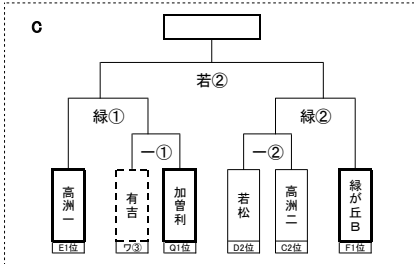 C
若②
緑① 緑②
一① 一②
高洲一 有吉 加曽利 若松 高洲二 緑が丘B
E1位 ワ③ Q1位 D2位 C2位 F1位